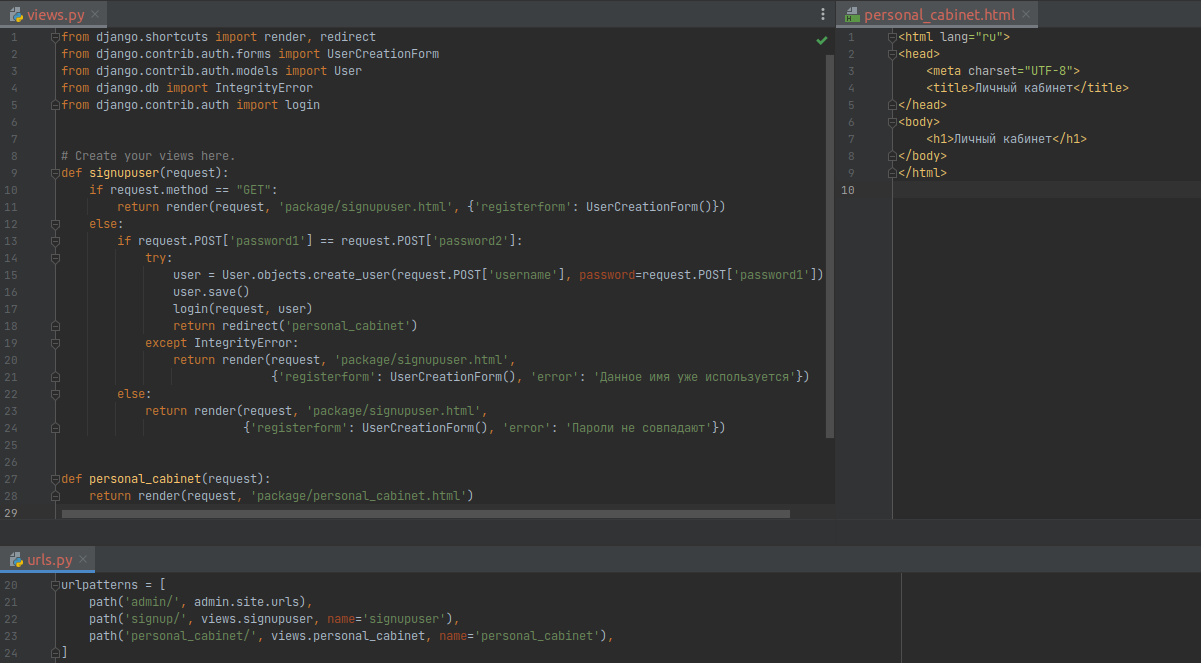 views.py
1 from django.shortcuts import render, redirect
2 from django.contrib.auth.forms import UserCreationForm
3 from django.contrib.auth.models import User
4 from django.db import IntegrityError
5 from django.contrib.auth import login
6
7
8 # Create your views here.
9 def signupuser(request):
10     if request.method == "GET":
11         return render(request, 'package/signupuser.html', {'registerform': UserCreationForm()})
12     else:
13         if request.POST['password1'] == request.POST['password2']:
14             try:
15                 user = User.objects.create_user(request.POST['username'], password=request.POST['password1'])
16                 user.save()
17                 login(request, user)
18                 return redirect('personal_cabinet')
19             except IntegrityError:
20                 return render(request, 'package/signupuser.html',
21                               {'registerform': UserCreationForm(), 'error': 'Данное имя уже используется'})
22         else:
23             return render(request, 'package/signupuser.html',
24                           {'registerform': UserCreationForm(), 'error': 'Пароли не совпадают'})
25
26
27 def personal_cabinet(request):
28     return render(request, 'package/personal_cabinet.html')
29
personal_cabinet.html
1 <html lang="ru">
2 <head>
3     <meta charset="UTF-8">
4     <title>Личный кабинет</title>
5 </head>
6 <body>
7     <h1>Личный кабинет</h1>
8 </body>
9 </html>
10
urls.py
20 urlpatterns = [
21     path('admin/', admin.site.urls),
22     path('signup/', views.signupuser, name='signupuser'),
23     path('personal_cabinet/', views.personal_cabinet, name='personal_cabinet'),
24 ]